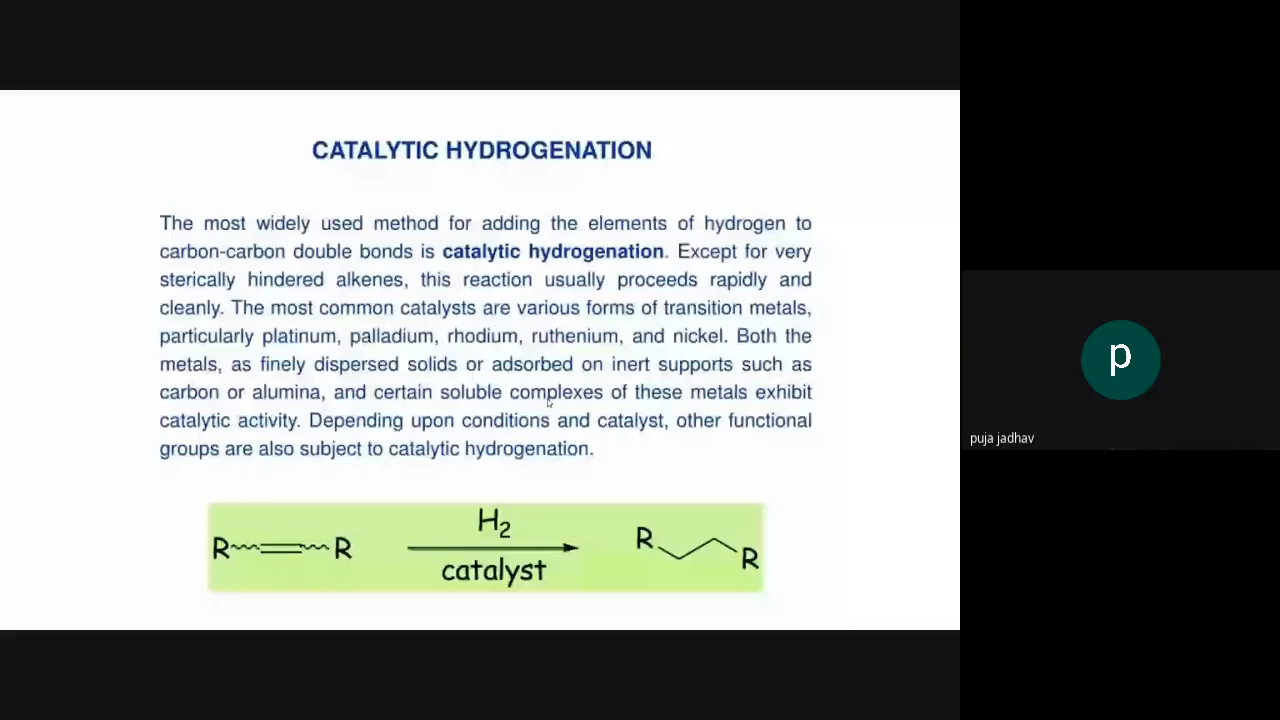 CATALYTIC HYDROGENATION
The most widely used method for adding the elements of hydrogen to
carbon-carbon double bonds is catalytic hydrogenation. Except for very
sterically hindered alkenes, this reaction usually proceeds rapidly and
cleanly. The most common catalysts are various forms of transition metals,
particularly platinum, palladium, rhodium, ruthenium, and nickel. Both the
metals, as finely dispersed solids or adsorbed on inert supports such as
carbon or alumina, and certain soluble complexes of these metals exhibit
catalytic activity. Depending upon conditions and catalyst, other functional
groups are also subject to catalytic hydrogenation.
R R H₂ catalyst R R
p
puja jadhav